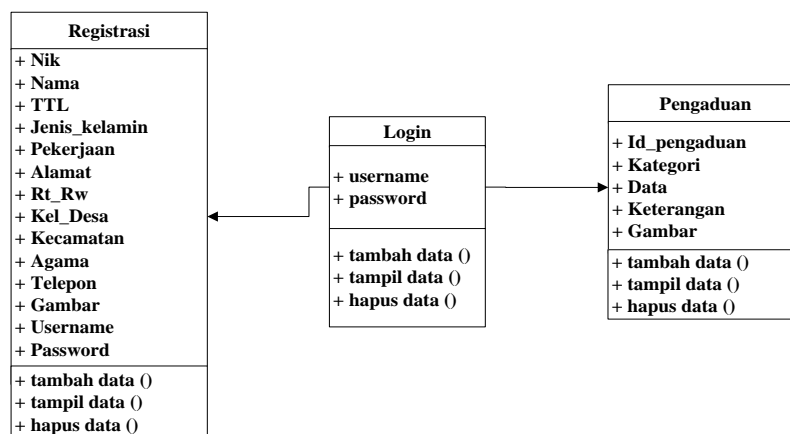 Registrasi
+ Nik
+ Nama
+ TTL
+ Jenis_kelamin
+ Pekerjaan
+ Alamat
+ Rt_Rw
+ Kel_Desa
+ Kecamatan
+ Agama
+ Telepon
+ Gambar
+ Username
+ Password
+ tambah data ()
+ tampil data ()
+ hapus data ()
Login
+ username
+ password
+ tambah data ()
+ tampil data ()
+ hapus data ()
Pengaduan
+ Id_pengaduan
+ Kategori
+ Data
+ Keterangan
+ Gambar
+ tambah data ()
+ tampil data ()
+ hapus data ()